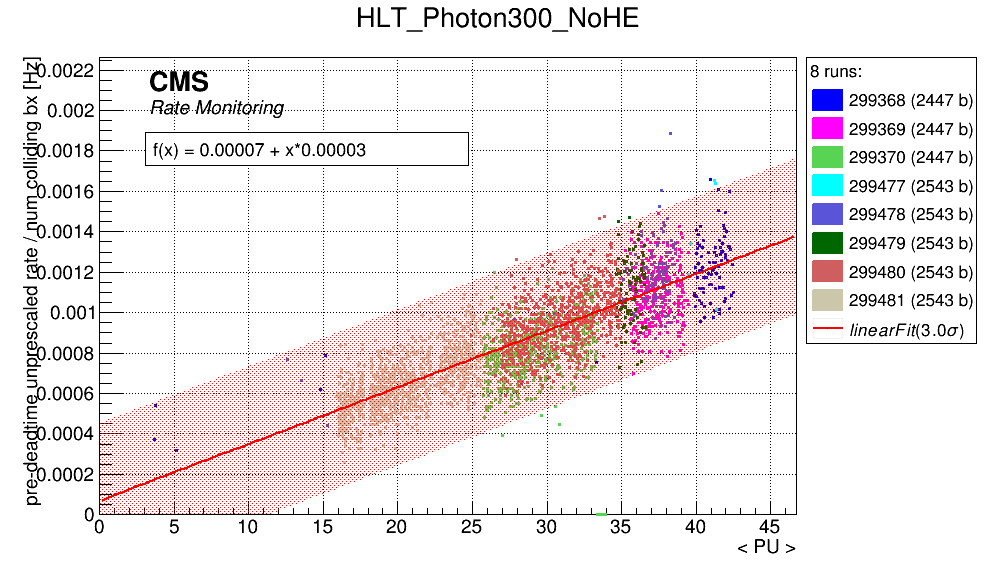 HLT_Photon300_NoHE
pre-deadtime unprescaled rate / num colliding bx [Hz]
0.0022
0.002
0.0018
0.0016
0.0014
0.0012
0.001
0.0008
0.0006
0.0004
0.0002
0
CMS
Rate Monitoring
f(x) = 0.00007 + x*0.00003
0 5 10 15 20 25 30 35 40 45
< PU >
8 runs:
299368 (2447 b)
299369 (2447 b)
299370 (2447 b)
299477 (2543 b)
299478 (2543 b)
299479 (2543 b)
299480 (2543 b)
299481 (2543 b)
linearFit(3.0σ)